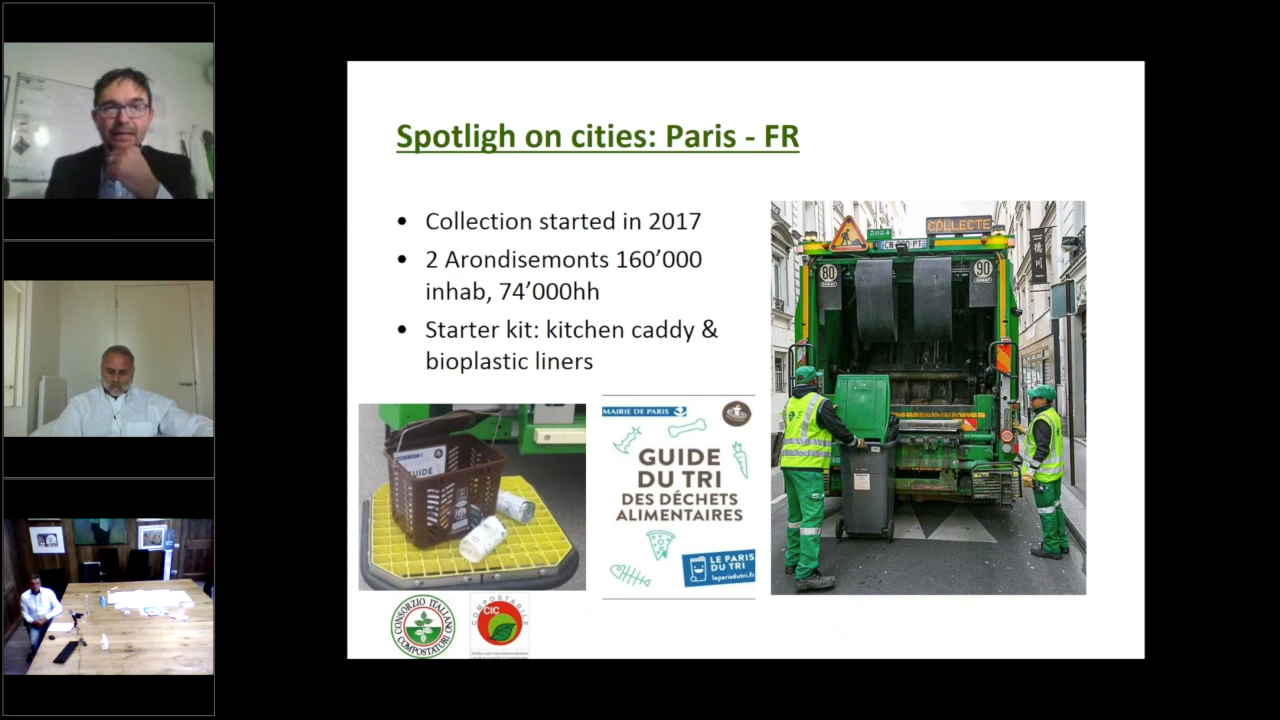 Spotligh on cities: Paris - FR
• Collection started in 2017
• 2 Arondisemonts 160’000
inhab, 74’000hh
• Starter kit: kitchen caddy &
bioplastic liners
COLLECTE
80
90
GUIDE
MAIRIE DE PARIS
GUIDE
DU TRI
DES DÉCHETS
ALIMENTAIRES
LE PARIS
DU TRI
leparisdutri.fr
CONSORZIO ITALIANO
COMPOSTATORI
COMPOSTABILE
CIC